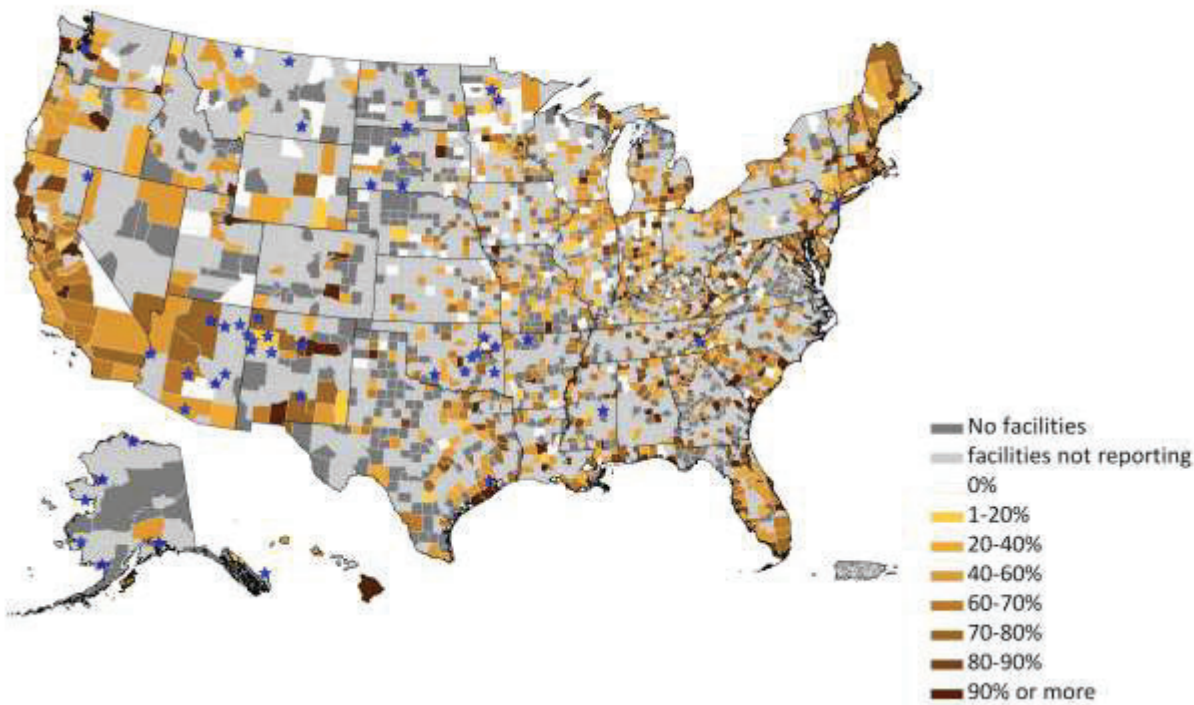 No facilities
facilities not reporting
0%
1-20%
20-40%
40-60%
60-70%
70-80%
80-90%
90% or more